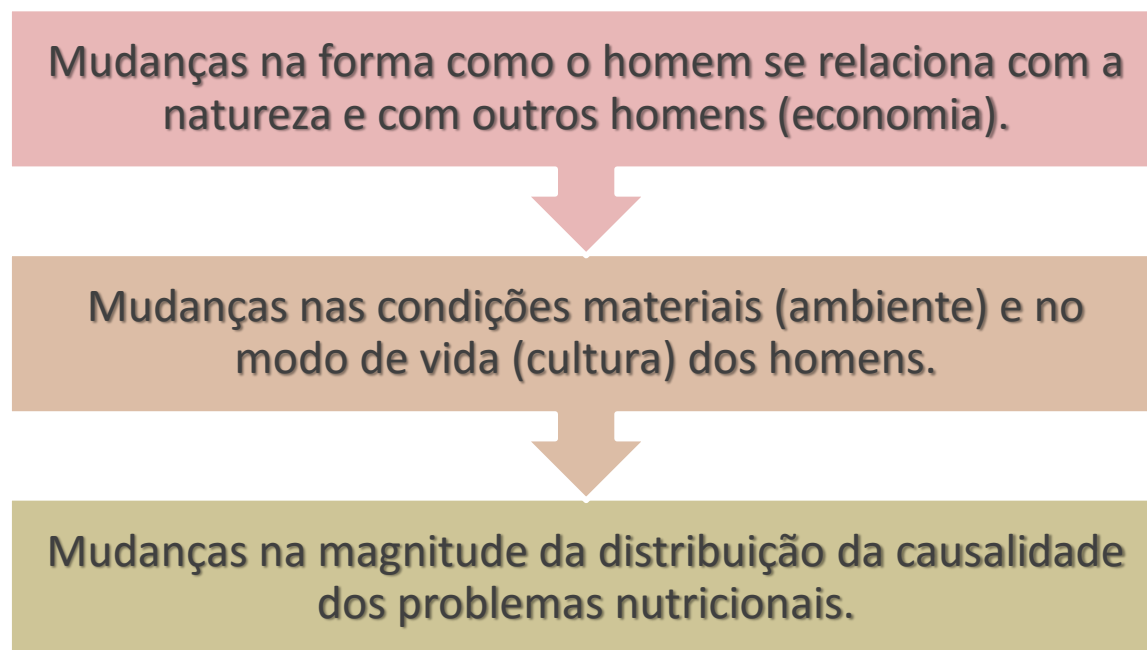 Mudanças na forma como o homem se relaciona com a
natureza e com outros homens (economia).
Mudanças nas condições materiais (ambiente) e no
modo de vida (cultura) dos homens.
Mudanças na magnitude da distribuição da causalidade
dos problemas nutricionais.